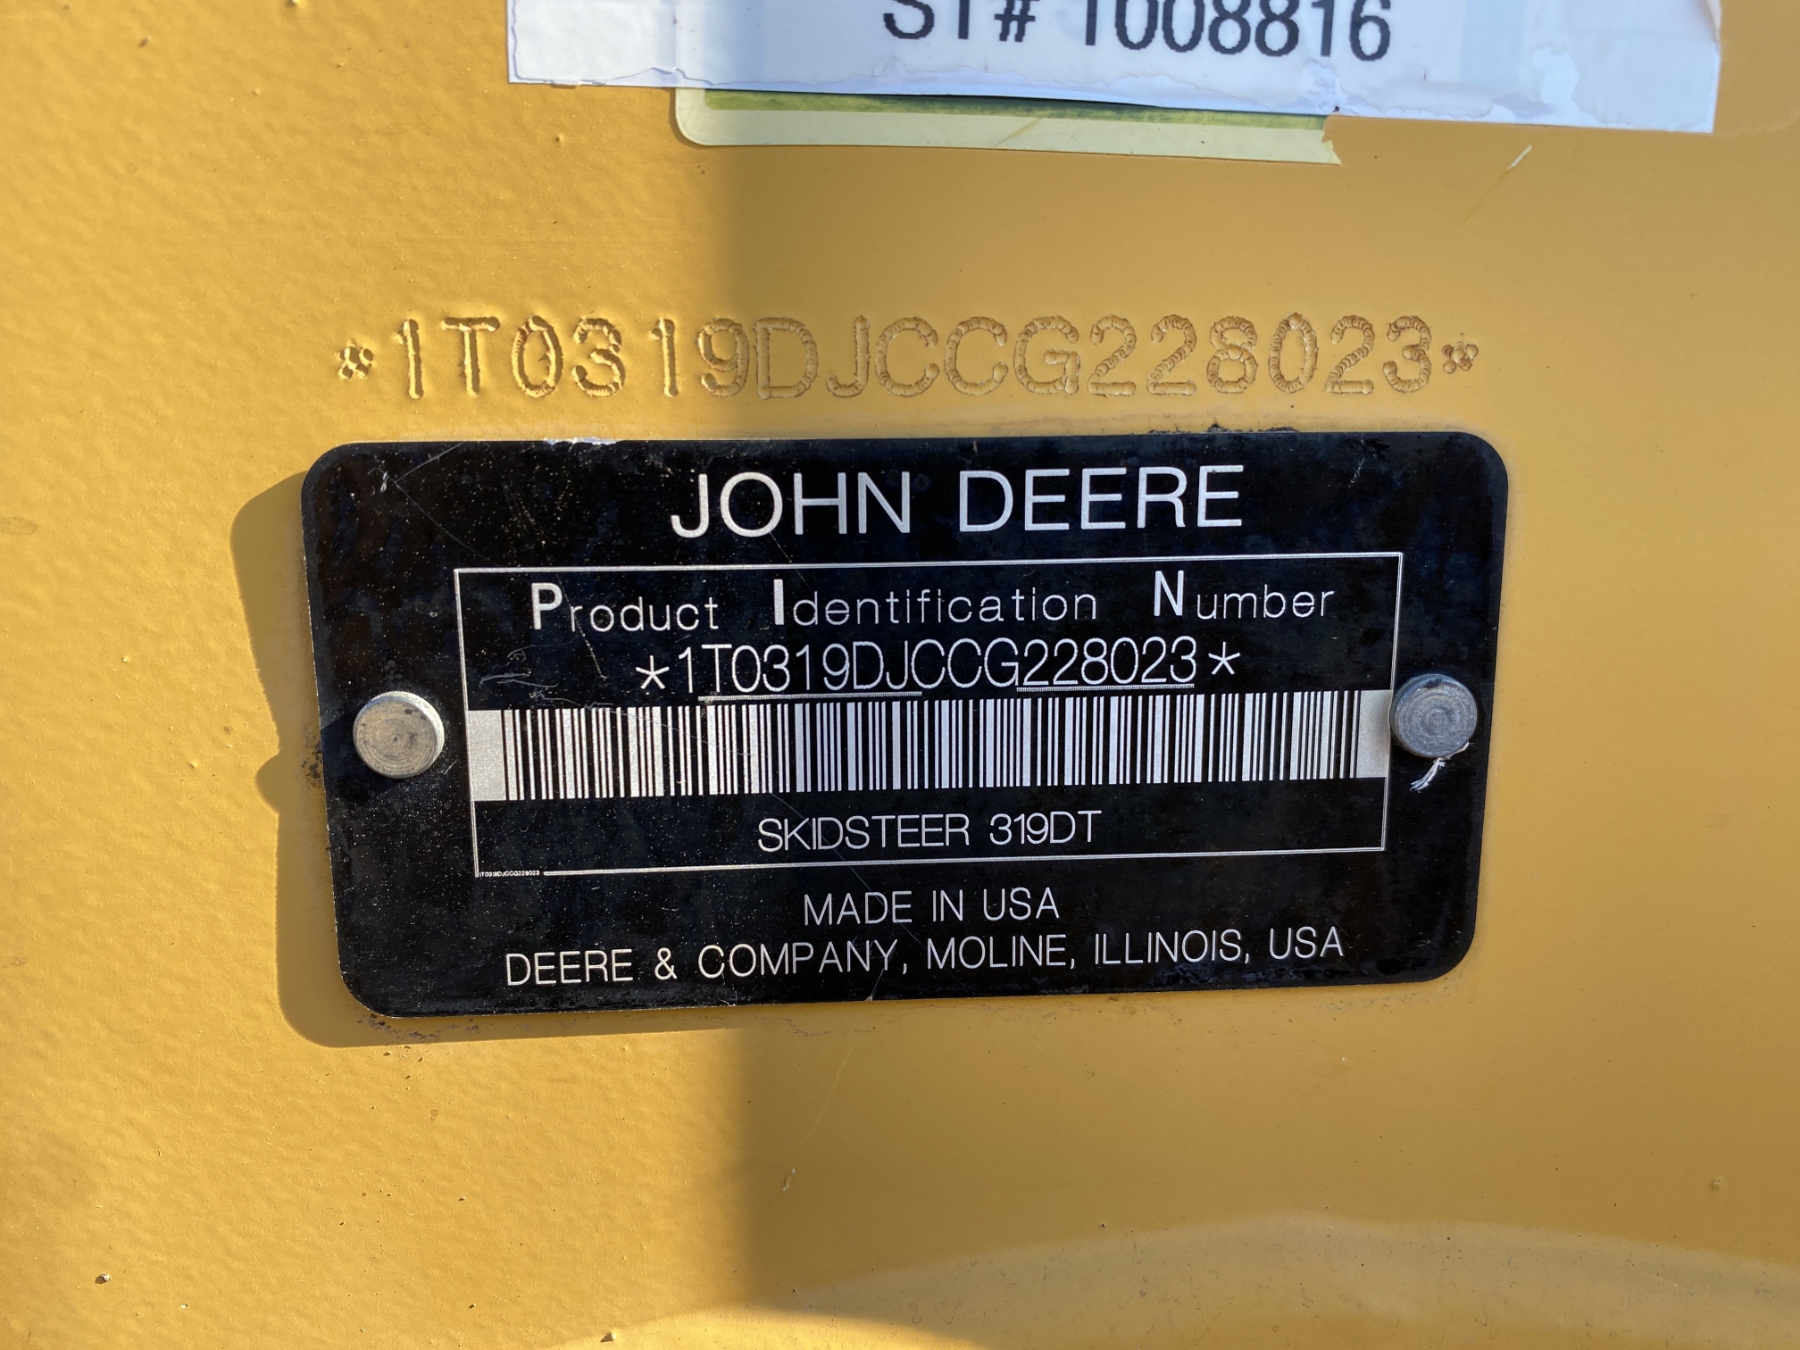 ST# 1008816
*1T0319DJCCG228023*
JOHN DEERE
Product Identification Number
*1T0319DJCCG228023*
SKIDSTEER 319DT
1T0319DJCCG228023
MADE IN USA
DEERE & COMPANY, MOLINE, ILLINOIS, USA